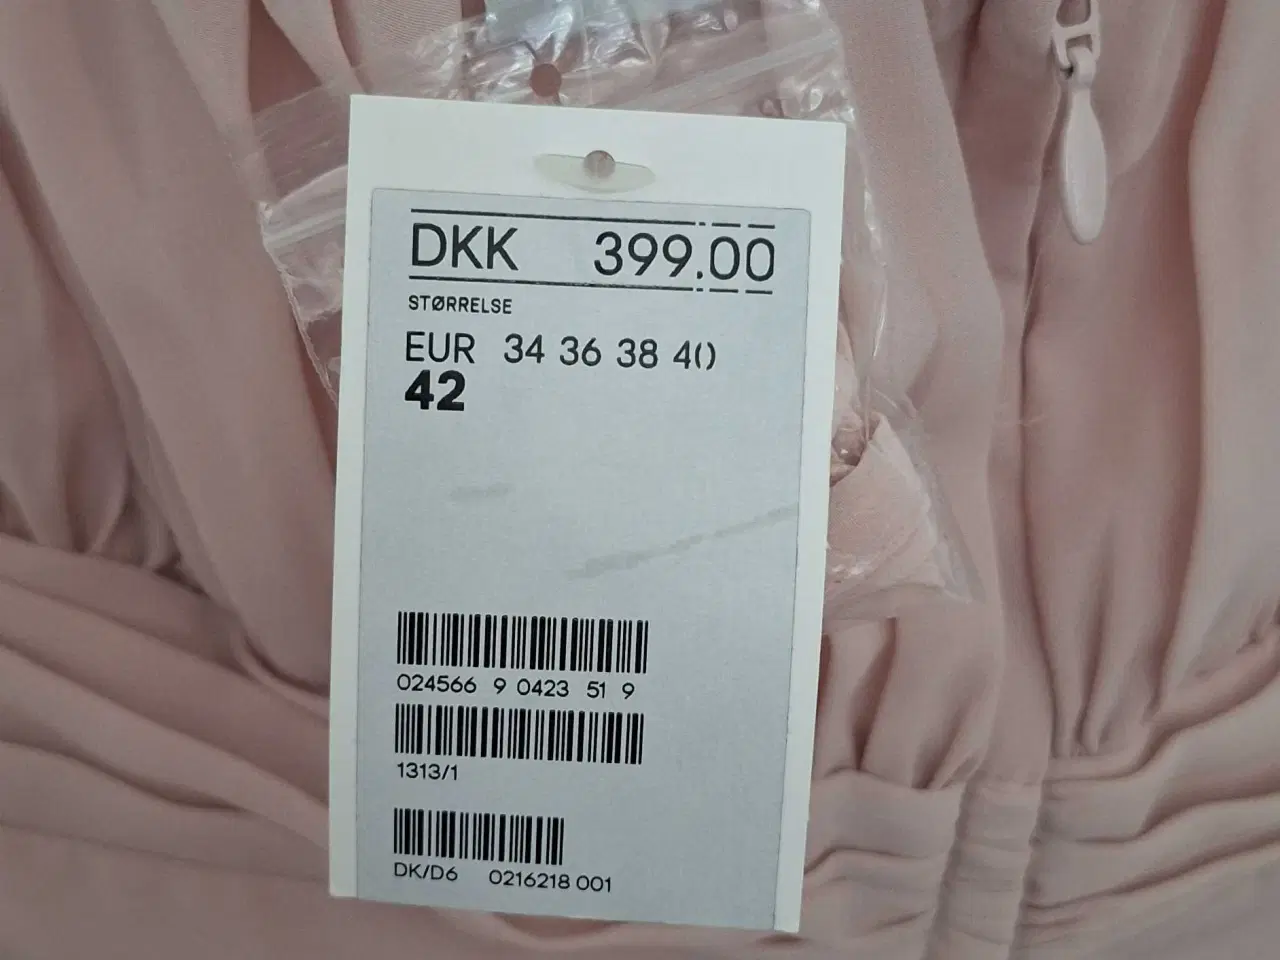 DKK 399.00
STØRRELSE
EUR 34 36 38 40
42
024566 9 0423 51 9
1313/1
DK/D6 0216218 001